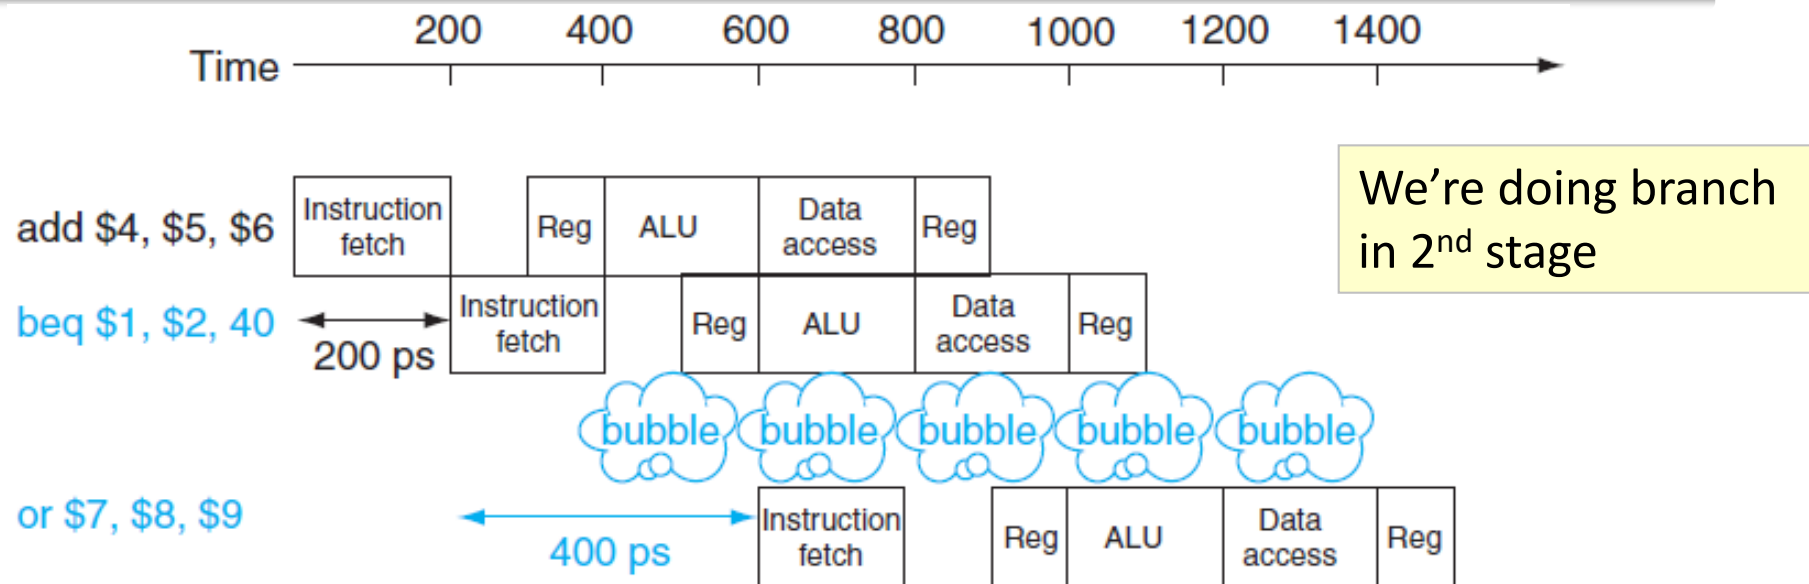 200 400 600 800 1000 1200 1400
Time
We’re doing branch
in 2nd stage
add $4, $5, $6
Instruction
fetch
Reg
ALU
Data
access
Reg
beq $1, $2, 40
200 ps
Instruction
fetch
Reg
ALU
Data
access
Reg
bubble bubble bubble bubble bubble
or $7, $8, $9
400 ps
Instruction
fetch
Reg
ALU
Data
access
Reg